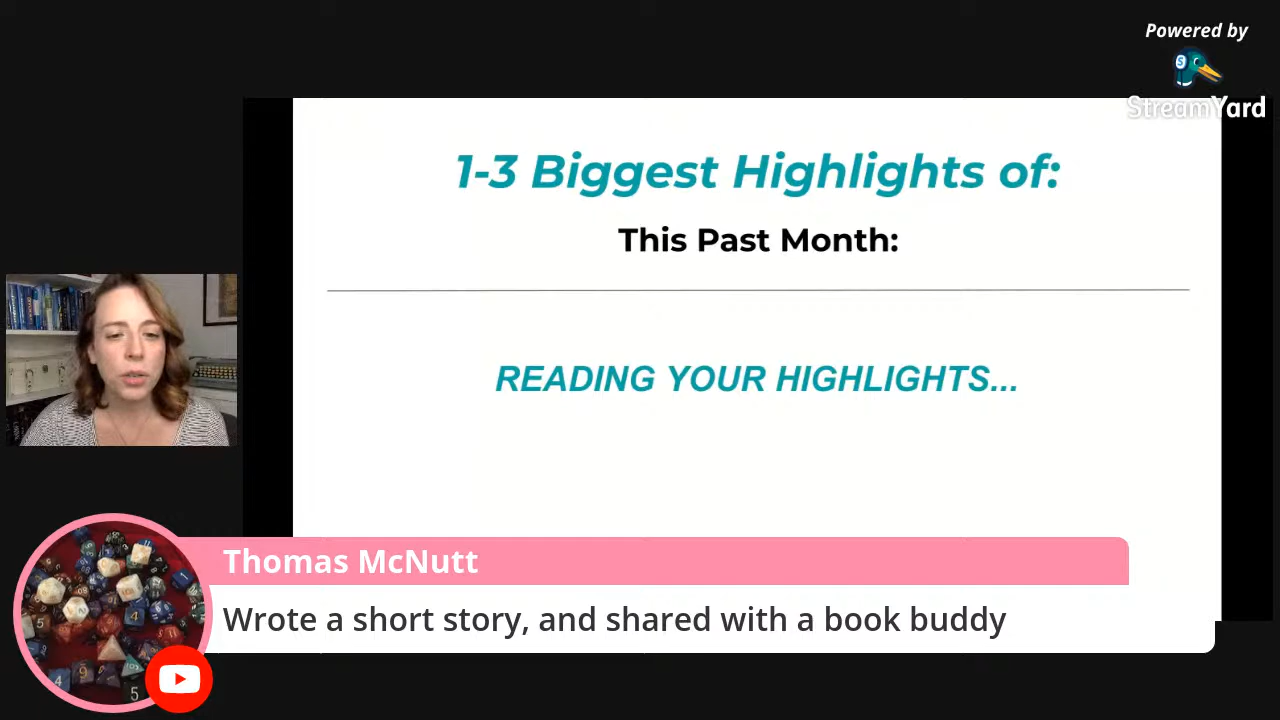 Powered by
StreamYard
1-3 Biggest Highlights of:
This Past Month:
READING YOUR HIGHLIGHTS...
Thomas McNutt
Wrote a short story, and shared with a book buddy